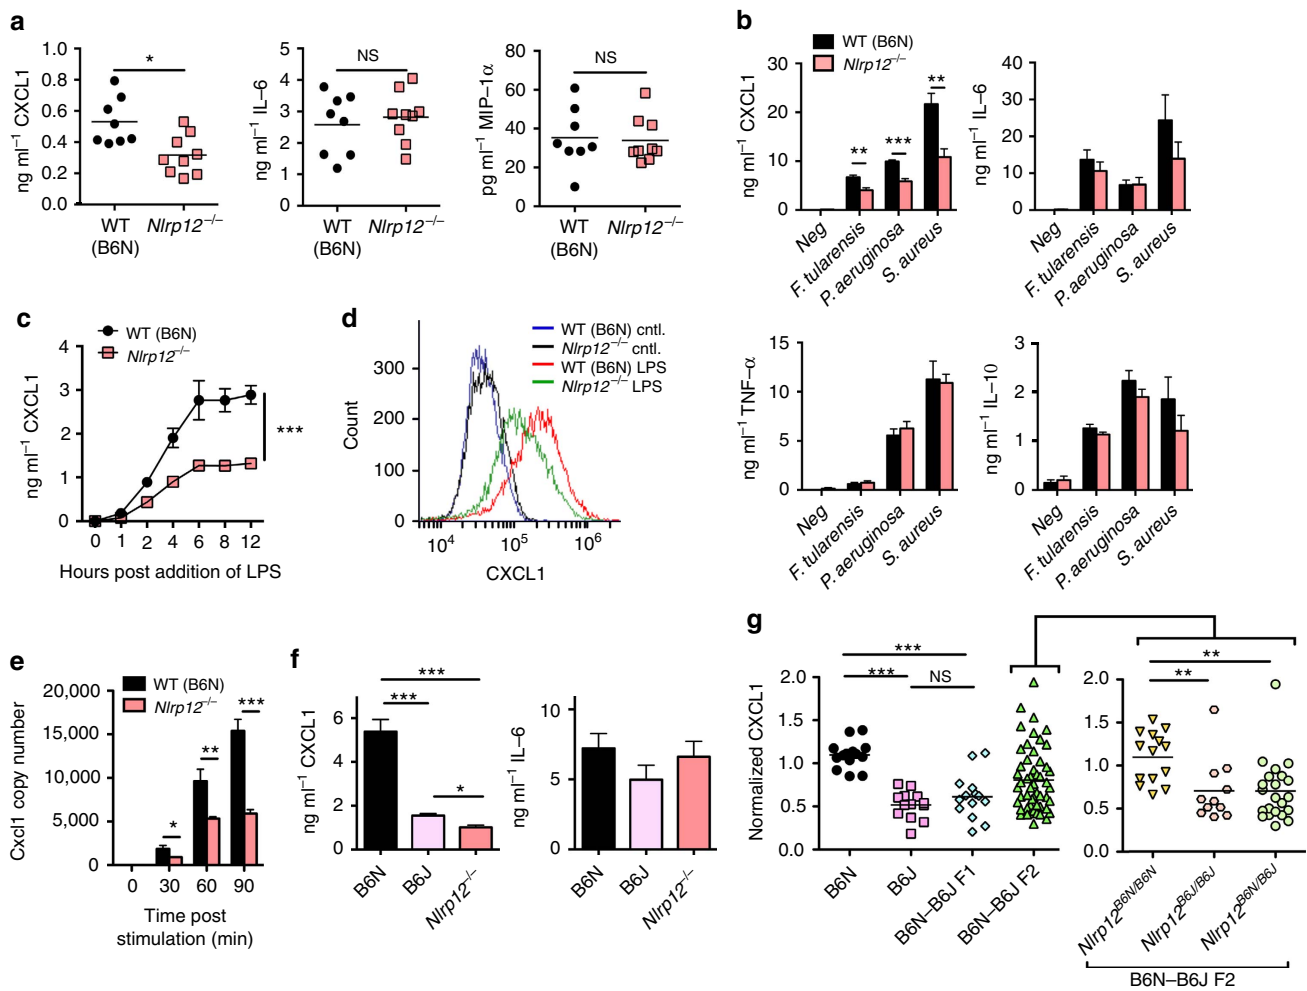 a
ng ml⁻¹ CXCL1
1.0
0.8
0.6
0.4
0.2
0.0
*
WT
(B6N)
Nlrp12⁻/⁻
ng ml⁻¹ IL–6
5
4
3
2
1
0
NS
WT
(B6N)
Nlrp12⁻/⁻
pg ml⁻¹ MIP–1α
80
60
40
20
0
NS
WT
(B6N)
Nlrp12⁻/⁻
b
WT (B6N)
Nlrp12⁻/⁻
ng ml⁻¹ CXCL1
30
20
10
0
**
***
**
Neg
F. tularensis
P. aeruginosa
S. aureus
ng ml⁻¹ IL–6
40
30
20
10
0
Neg
F. tularensis
P. aeruginosa
S. aureus
ng ml⁻¹ TNF–α
15
10
5
0
Neg
F. tularensis
P. aeruginosa
S. aureus
ng ml⁻¹ IL–10
3
2
1
0
Neg
F. tularensis
P. aeruginosa
S. aureus
c
WT (B6N)
Nlrp12⁻/⁻
ng ml⁻¹ CXCL1
4
3
2
1
0
***
0 1 2 4 6 8 12
Hours post addition of LPS
d
WT (B6N) cntl.
Nlrp12⁻/⁻ cntl.
WT (B6N) LPS
Nlrp12⁻/⁻ LPS
Count
300
200
100
0
10⁴ 10⁵ 10⁶
CXCL1
e
WT (B6N)
Nlrp12⁻/⁻
Cxcl1 copy number
20,000
15,000
10,000
5,000
0
*
**
***
0 30 60 90
Time post
stimulation (min)
f
ng ml⁻¹ CXCL1
6
4
2
0
***
***
*
B6N
B6J
Nlrp12⁻/⁻
ng ml⁻¹ IL–6
10
5
0
B6N
B6J
Nlrp12⁻/⁻
g
Normalized CXCL1
2.0
1.5
1.0
0.5
0.0
***
***
NS
B6N
B6J
B6N–B6J F1
B6N–B6J F2
2.0
1.5
1.0
0.5
0.0
**
**
Nlrp12ᴮ⁶ᴺ/ᴮ⁶ᴺ
Nlrp12ᴮ⁶ᴶ/ᴮ⁶ᴶ
Nlrp12ᴮ⁶ᴺ/ᴮ⁶ᴶ
B6N–B6J F2